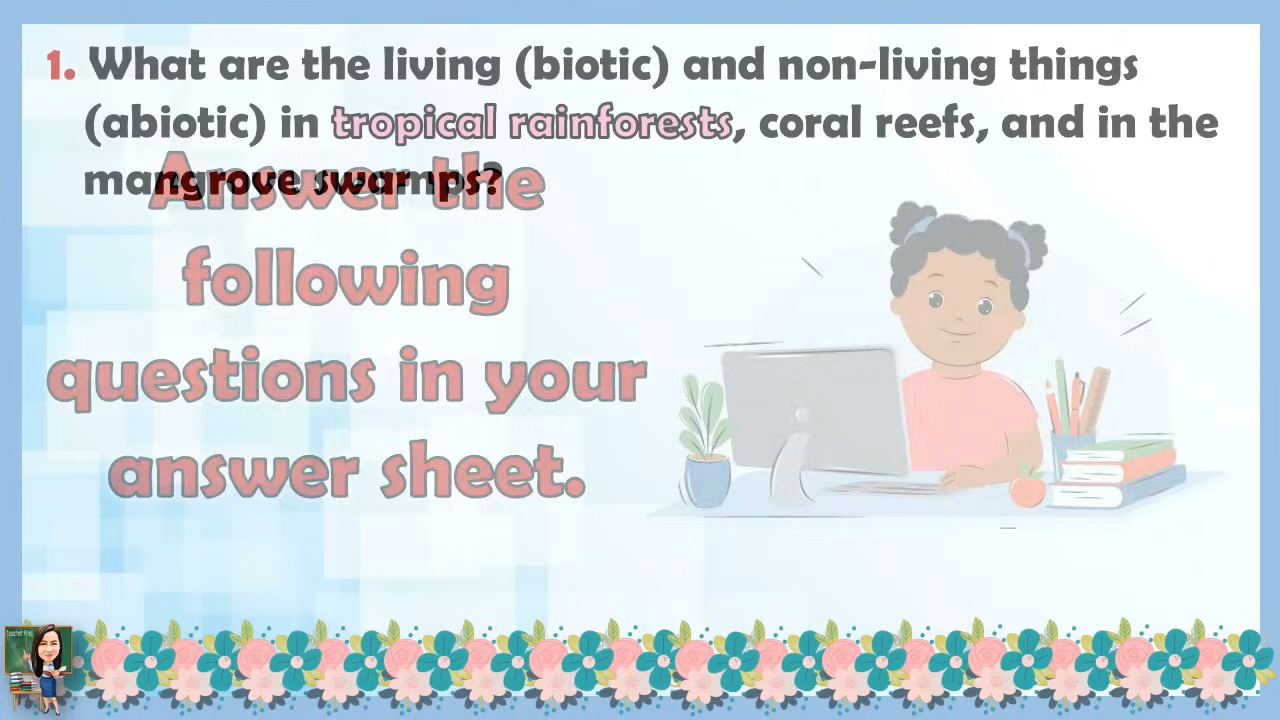 1. What are the living (biotic) and non-living things
(abiotic) in tropical rainforests, coral reefs, and in the
mangrove swamps?
Answer the
following
questions in your
answer sheet.